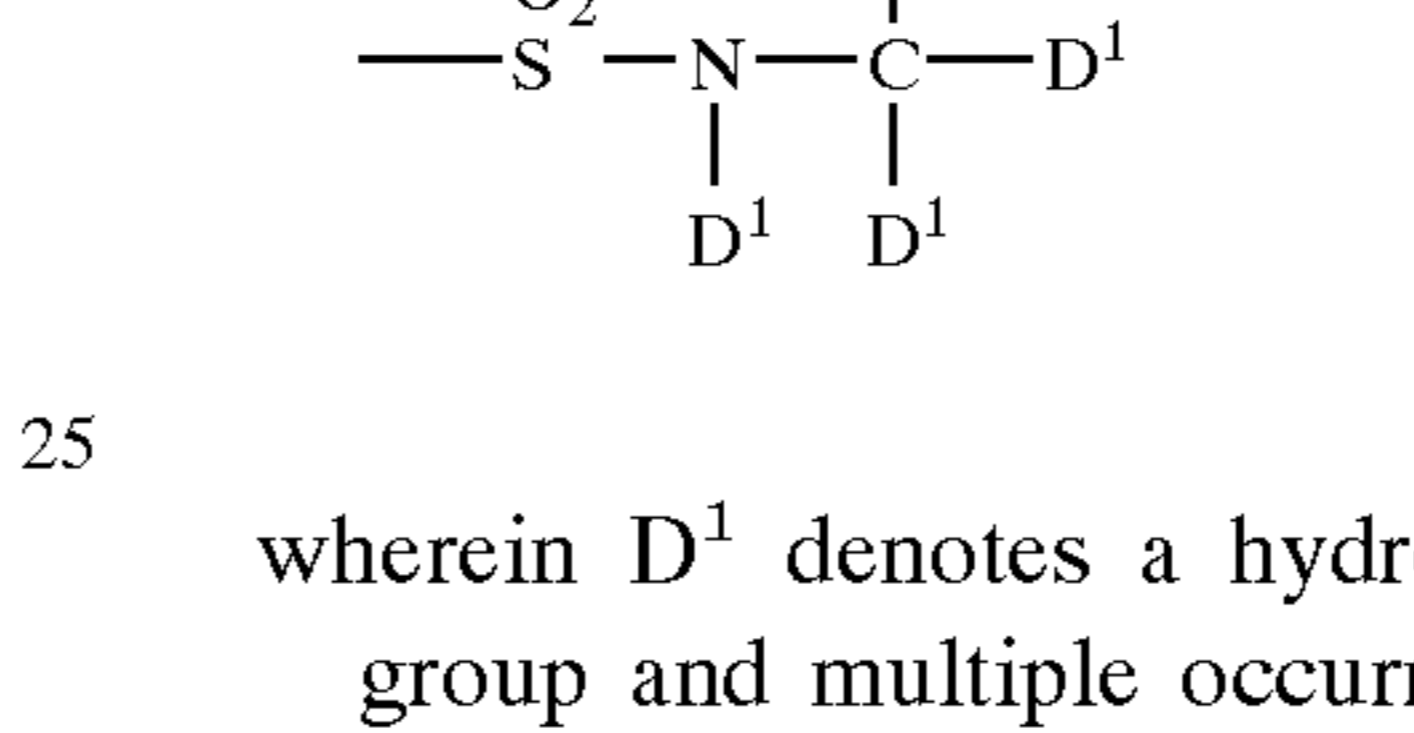 O2
S N C D1
D1 D1
25
wherein D1 denotes a hydr
group and multiple occur